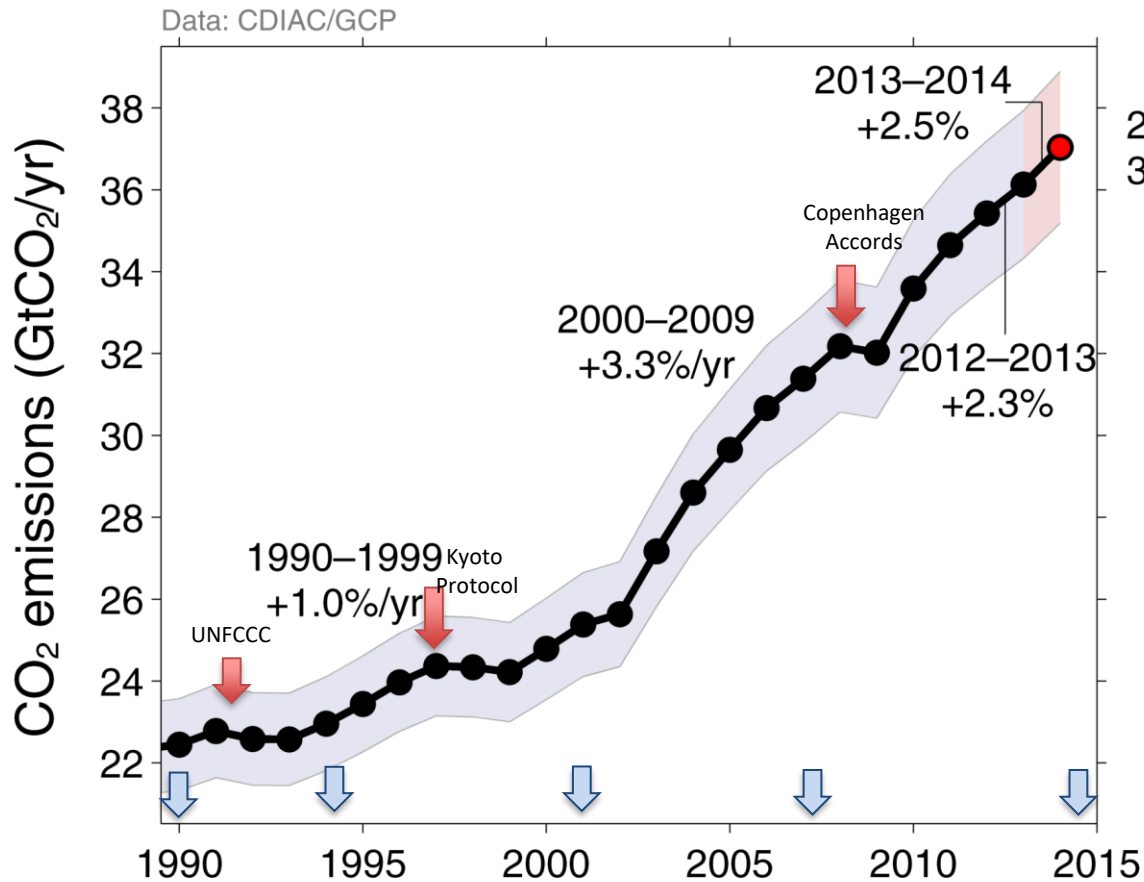 Data: CDIAC/GCP
CO₂ emissions (GtCO₂/yr)
38
36
34
32
30
28
26
24
22
2013–2014
+2.5%
2
3
Copenhagen
Accords
2000–2009
+3.3%/yr
2012–2013
+2.3%
1990–1999
+1.0%/yr
Kyoto
Protocol
UNFCCC
1990
1995
2000
2005
2010
2015